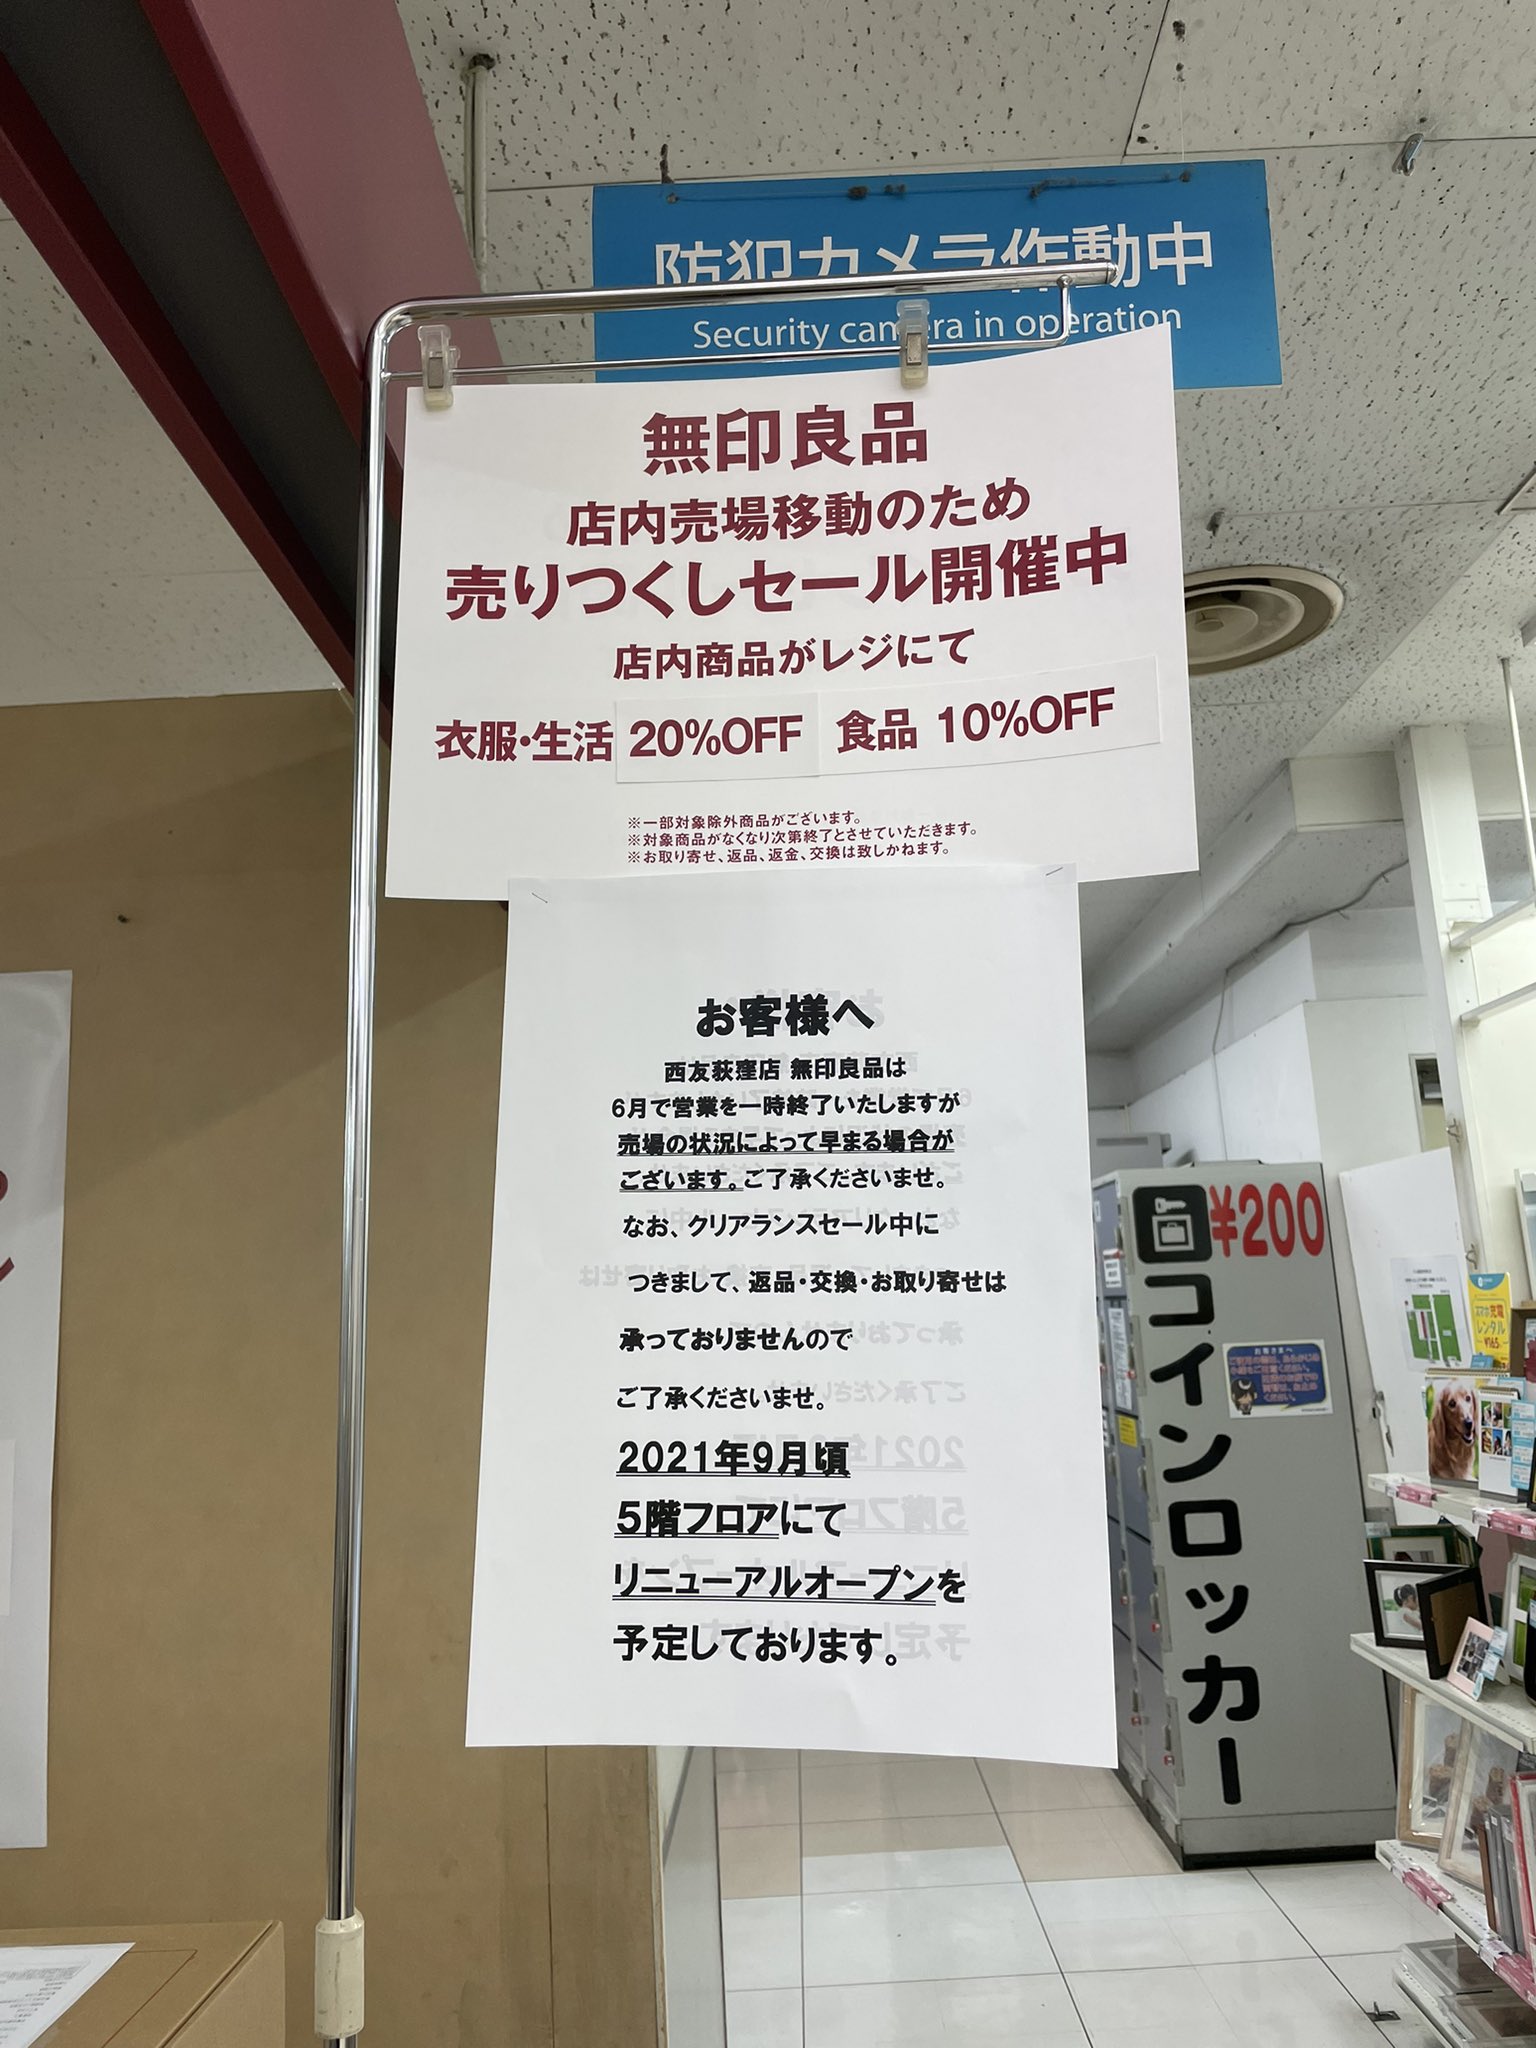 防犯カメラ作動中
Security camera in operation
無印良品
店内売場移動のため
売りつくしセール開催中
店内商品がレジにて
衣服・生活 20%OFF 食品 10%OFF
※一部対象除外商品がございます。
※対象商品がなくなり次第終了とさせていただきます。
※お取り寄せ、返品、返金、交換は致しかねます。
お客様へ
西友荻窪店 無印良品は
6月で営業を一時終了いたしますが
売場の状況によって早まる場合が
ございます。ご了承くださいませ。
なお、クリアランスセール中に
つきまして、返品・交換・お取り寄せは
承っておりませんので
ご了承くださいませ。
2021年9月頃
5階フロアにて
リニューアルオープンを
予定しております。
¥200
コインロッカー
スマホ充電
レンタル
¥165